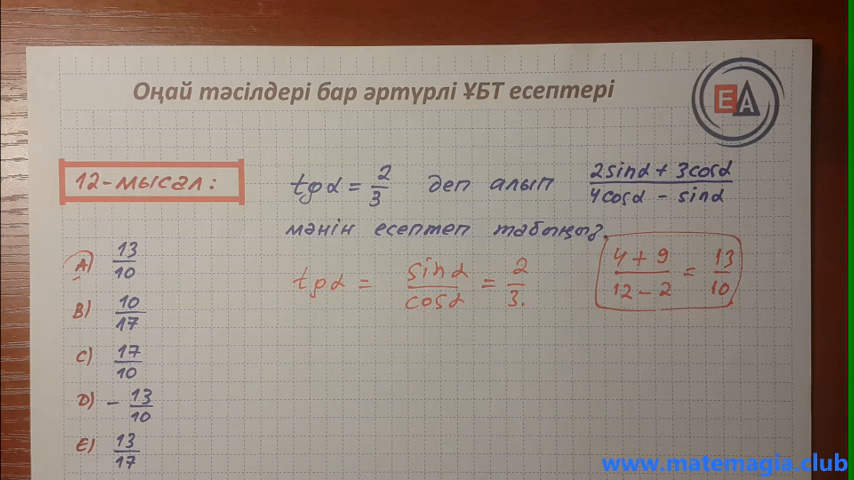 Оңай тәсілдері бар әртүрлі ҰБТ есептері
EA
12-мысал:
tgα = 2/3 деп алып (2sinα + 3cosα)/(4cosα - sinα)
мәнін есептеп табыңыз?
tgα = sinα/cosα = 2/3.
(4+9)/(12-2) = 13/10
A) 13/10
B) 10/17
C) 17/10
D) -13/10
E) 13/17
www.matemagia.club